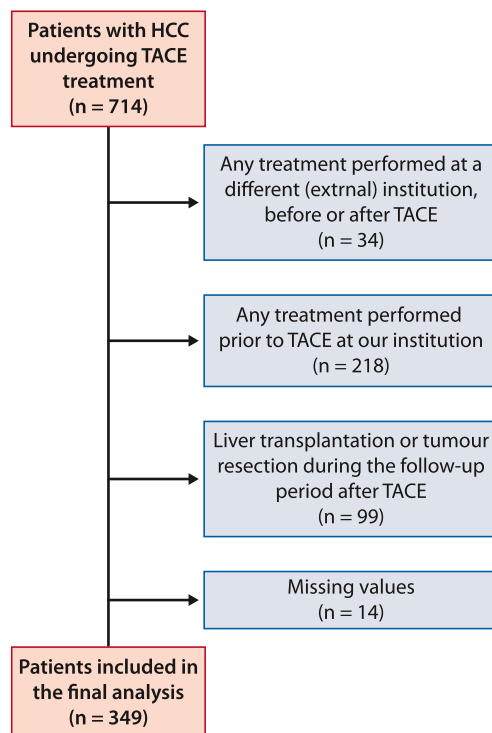 Patients with HCC
undergoing TACE
treatment
(n = 714)
Any treatment performed at a
different (extrnal) institution,
before or after TACE
(n = 34)
Any treatment performed
prior to TACE at our institution
(n = 218)
Liver transplantation or tumour
resection during the follow-up
period after TACE
(n = 99)
Missing values
(n = 14)
Patients included in
the final analysis
(n = 349)